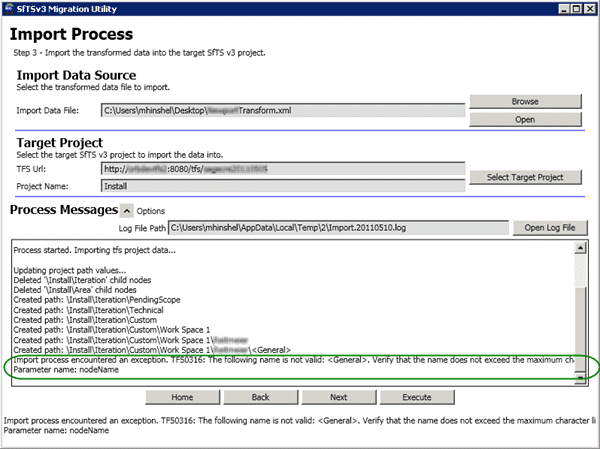 SfTSv3 Migration Utility
Import Process
Step 3 - Import the transformed data into the target SfTS v3 project.
Import Data Source
Select the transformed data file to import.
Import Data File: C:\Users\mhinshel\Desktop\ Transform.xml
Browse
Open
Target Project
Select the target SfTS v3 project to import the data into.
TFS Url: http:// :8080/tfs/
Select Target Project
Project Name: Install
Process Messages Options
Log File Path C:\Users\mhinshel\AppData\Local\Temp\2\Import.20110510.log Open Log File
Process started. Importing tfs project data...
Updating project path values...
Deleted '\Install\Iteration' child nodes
Deleted '\Install\Area' child nodes
Created path: \Install\Iteration\PendingScope
Created path: \Install\Iteration\Technical
Created path: \Install\Iteration\Custom
Created path: \Install\Iteration\Custom\Work Space 1
Created path: \Install\Iteration\Custom\Work Space 1\
Created path: \Install\Iteration\Custom\Work Space 1\ \<General>
Import process encountered an exception. TF50316: The following name is not valid: <General>. Verify that the name does not exceed the maximum cha
Parameter name: nodeName
Home Back Next Execute
Import process encountered an exception. TF50316: The following name is not valid: <General>. Verify that the name does not exceed the maximum character li
Parameter name: nodeName